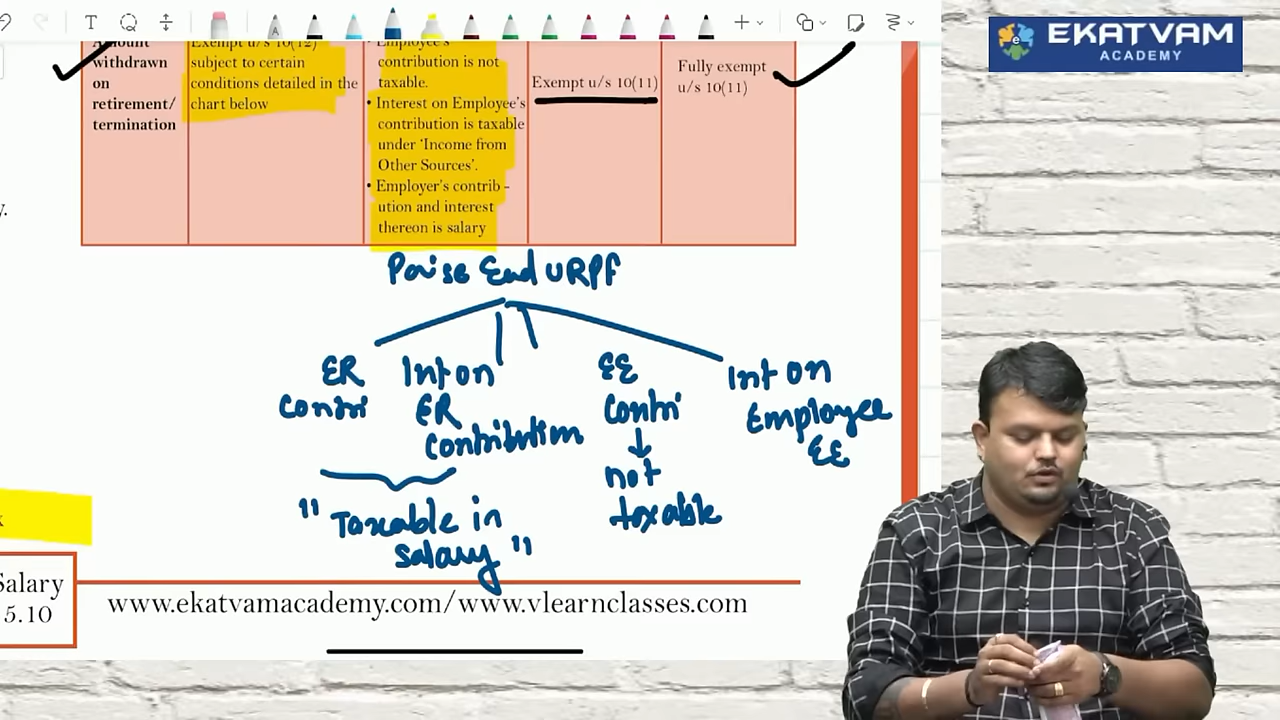 EKATVAM
ACADEMY
Amount
withdrawn
on
retirement/
termination
Exempt u/s 10(12)
subject to certain
conditions detailed in the
chart below
• Employee's
contribution is not
taxable.
• Interest on Employee's
contribution is taxable
under ‘Income from
Other Sources’.
• Employer's contrib -
ution and interest
thereon is salary
Exempt u/s 10(11)
Fully exempt
u/s 10(11)
y.
Paise End URPF
ER
Contri
Int on
ER
Contribution
EE
Contri
not
taxable
Int on
Employee
EE
" Taxable in
salary "
x
Salary
5.10
www.ekatvamacademy.com/www.vlearnclasses.com